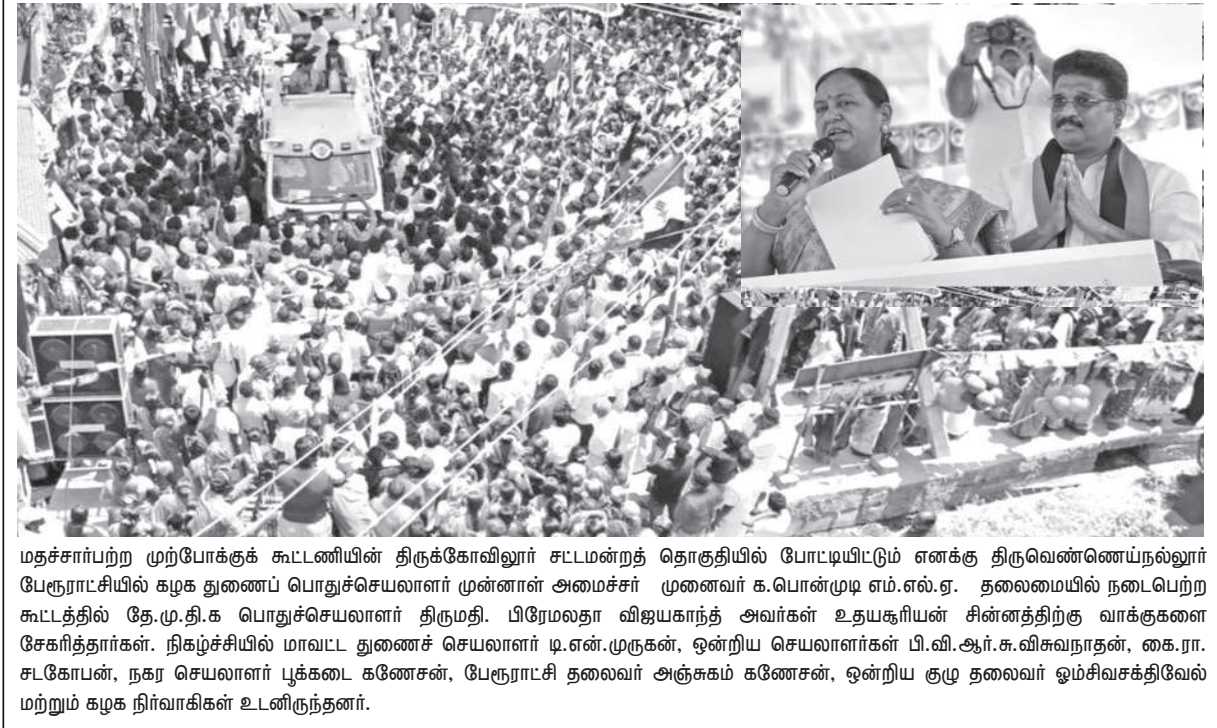 மதச்சார்பற்ற முற்போக்குக் கூட்டணியின் திருக்கோவிலூர் சட்டமன்றத் தொகுதியில் போட்டியிட்டும் எனக்கு திருவெண்ணெய்நல்லூர்
பேரூராட்சியில் கழக துணைப் பொதுச்செயலாளர் முன்னாள் அமைச்சர் முனைவர் க.பொன்முடி எம்.எல்.ஏ. தலைமையில் நடைபெற்ற
கூட்டத்தில் தே.மு.தி.க பொதுச்செயலாளர் திருமதி. பிரேமலதா விஜயகாந்த் அவர்கள் உதயசூரியன் சின்னத்திற்கு வாக்குகளை
சேகரித்தார்கள். நிகழ்ச்சியில் மாவட்ட துணைச் செயலாளர் டி.என்.முருகன், ஒன்றிய செயலாளர்கள் பி.வி.ஆர்.சு.விசுவநாதன், கை.ரா.
சடகோபன், நகர செயலாளர் பூக்கடை கணேசன், பேரூராட்சி தலைவர் அஞ்சுகம் கணேசன், ஒன்றிய குழு தலைவர் ஓம்சிவசக்திவேல்
மற்றும் கழக நிர்வாகிகள் உடனிருந்தனர்.